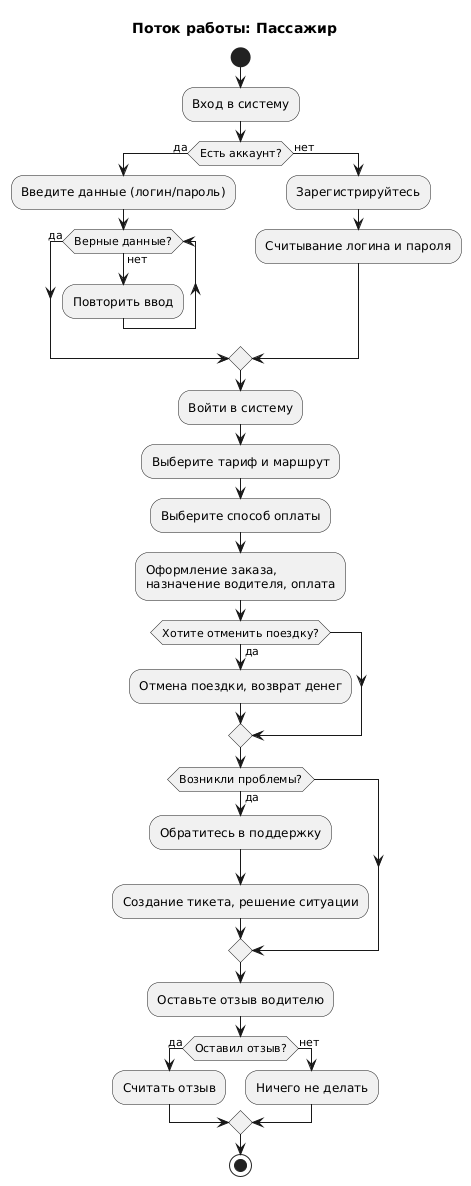 Поток работы: Пассажир
Вход в систему
да
Есть аккаунт?
нет
Введите данные (логин/пароль)
Зарегистрируйтесь
да
Верные данные?
Считывание логина и пароля
нет
Повторить ввод
Войти в систему
Выберите тариф и маршрут
Выберите способ оплаты
Оформление заказа,
назначение водителя, оплата
Хотите отменить поездку?
да
Отмена поездки, возврат денег
Возникли проблемы?
да
Обратитесь в поддержку
Создание тикета, решение ситуации
Оставьте отзыв водителю
да
Оставил отзыв?
нет
Считать отзыв
Ничего не делать